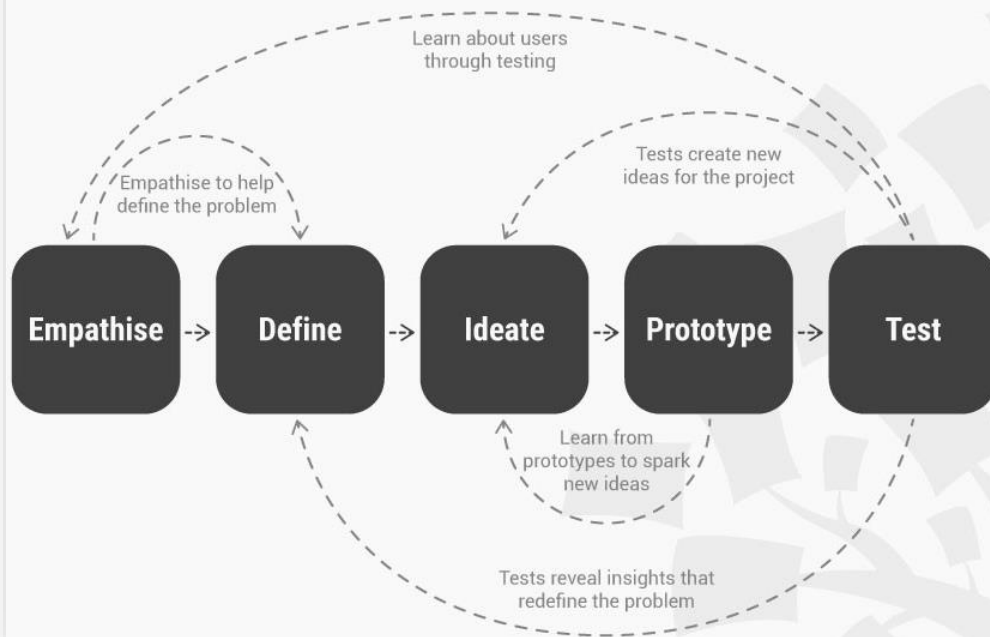 Learn about users
through testing
Tests create new
ideas for the project
Empathise to help
define the problem
Empathise
Define
Ideate
Prototype
Test
Learn from
prototypes to spark
new ideas
Tests reveal insights that
redefine the problem